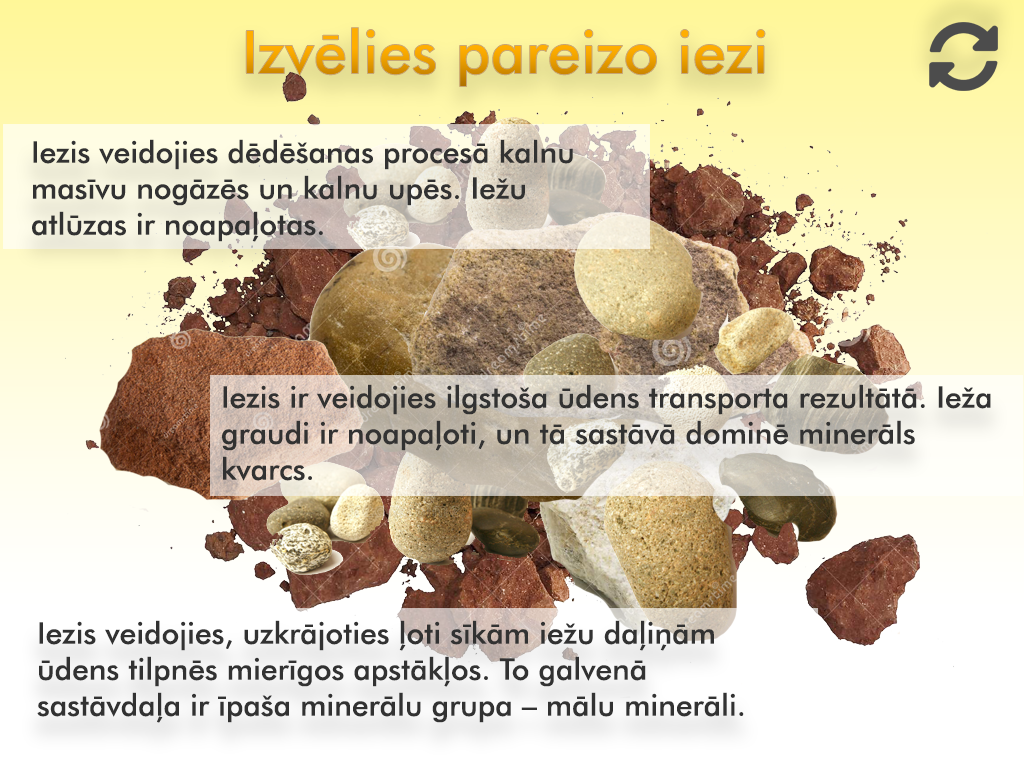 Izvēlies pareizo iezi
Iezis veidojies dēdēšanas procesā kalnu
masīvu nogāzēs un kalnu upēs. Iežu
atlūzas ir noapaļotas.
Iezis ir veidojies ilgstoša ūdens transporta rezultātā. Ieža
graudi ir noapaļoti, un tā sastāvā dominē minerāls
kvarcs.
Iezis veidojies, uzkrājoties ļoti sīkām iežu daļiņām
ūdens tilpnēs mierīgos apstākļos. To galvenā
sastāvdaļa ir īpaša minerālu grupa – mālu minerāli.